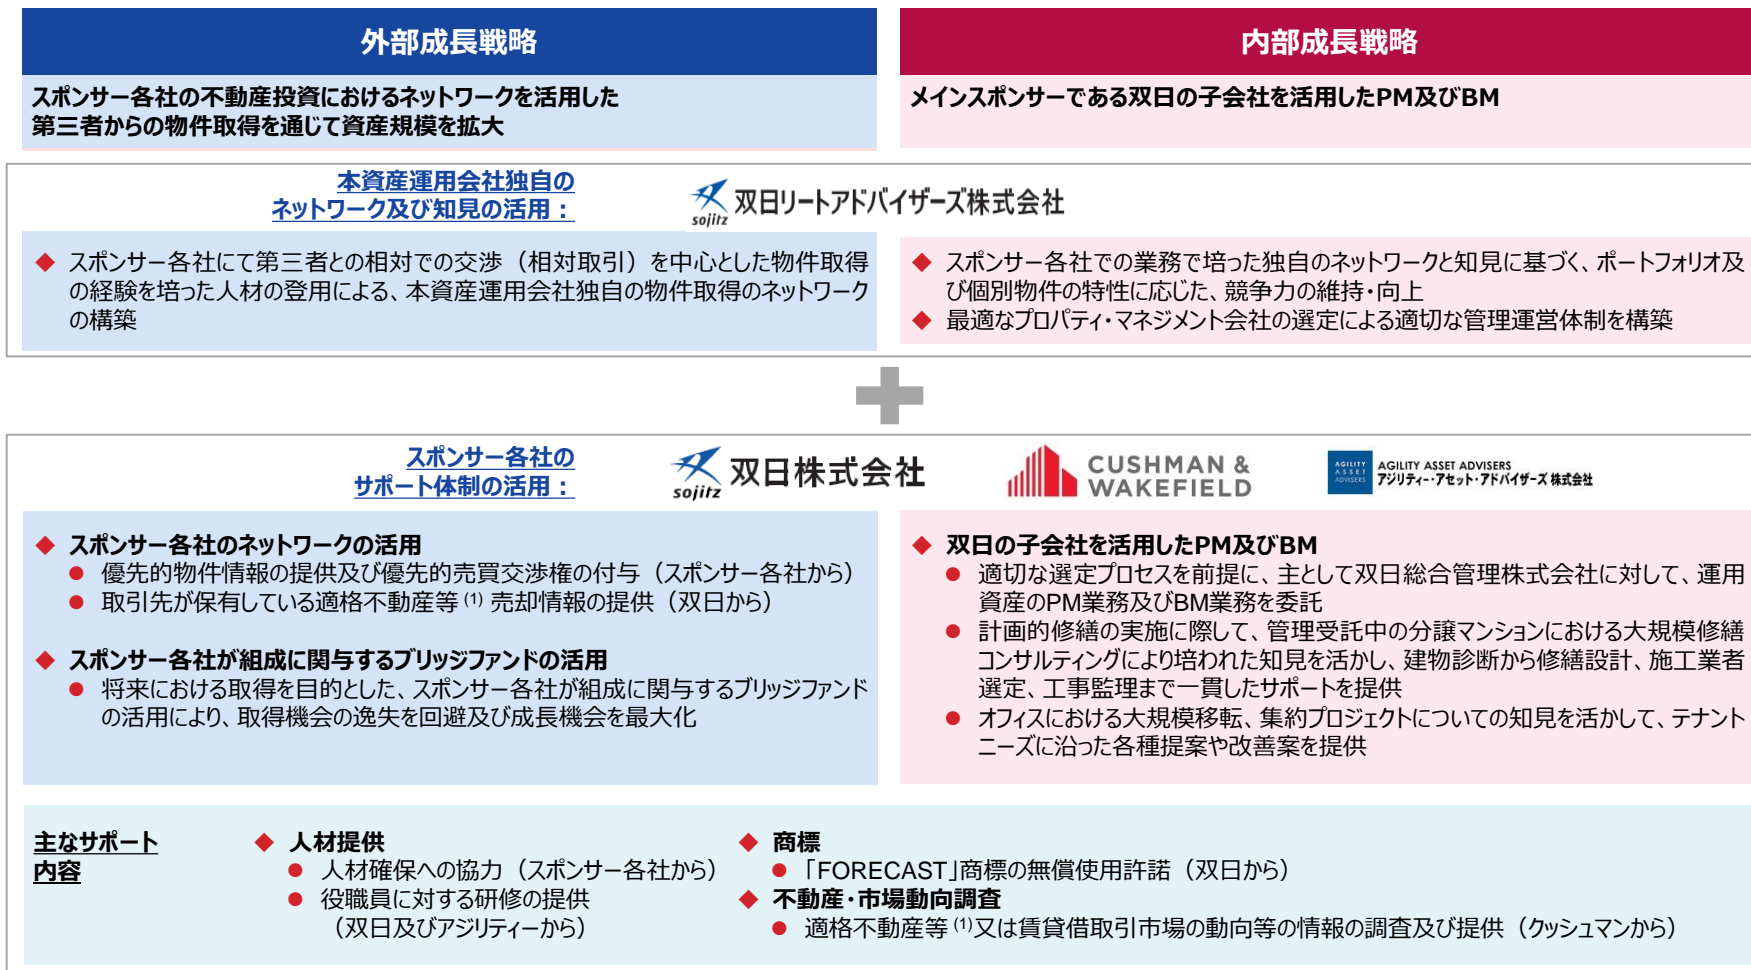 外部成長戦略
スポンサー各社の不動産投資におけるネットワークを活用した
第三者からの物件取得を通じて資産規模を拡大
内部成長戦略
メインスポンサーである双日の子会社を活用したPM及びBM
本資産運用会社独自の
ネットワーク及び知見の活用：
sojitz 双日リートアドバイザーズ株式会社
◆ スポンサー各社にて第三者との相対での交渉（相対取引）を中心とした物件取得
の経験を培った人材の登用による、本資産運用会社独自の物件取得のネットワーク
の構築
◆ スポンサー各社での業務で培った独自のネットワークと知見に基づく、ポートフォリオ及
び個別物件の特性に応じた、競争力の維持・向上
◆ 最適なプロパティ・マネジメント会社の選定による適切な管理運営体制を構築
スポンサー各社の
サポート体制の活用：
sojitz 双日株式会社
CUSHMAN &
WAKEFIELD
AGILITY
ASSET
ADVISERS
AGILITY ASSET ADVISERS
アジリティー・アセット・アドバイザーズ 株式会社
◆ スポンサー各社のネットワークの活用
● 優先的物件情報の提供及び優先的売買交渉権の付与（スポンサー各社から）
● 取引先が保有している適格不動産等(1) 売却情報の提供（双日から）
◆ スポンサー各社が組成に関与するブリッジファンドの活用
● 将来における取得を目的とした、スポンサー各社が組成に関与するブリッジファンド
の活用により、取得機会の逸失を回避及び成長機会を最大化
◆ 双日の子会社を活用したPM及びBM
● 適切な選定プロセスを前提に、主として双日総合管理株式会社に対して、運用
資産のPM業務及びBM業務を委託
● 計画的修繕の実施に際して、管理受託中の分譲マンションにおける大規模修繕
コンサルティングにより培われた知見を活かし、建物診断から修繕設計、施工業者
選定、工事監理まで一貫したサポートを提供
● オフィスにおける大規模移転、集約プロジェクトについての知見を活かして、テナント
ニーズに沿った各種提案や改善案を提供
主なサポート
内容
◆ 人材提供
● 人材確保への協力（スポンサー各社から）
● 役職員に対する研修の提供
（双日及びアジリティーから）
◆ 商標
● 「FORECAST」商標の無償使用許諾（双日から）
◆ 不動産・市場動向調査
● 適格不動産等(1)又は賃貸借取引市場の動向等の情報の調査及び提供（クッシュマンから）